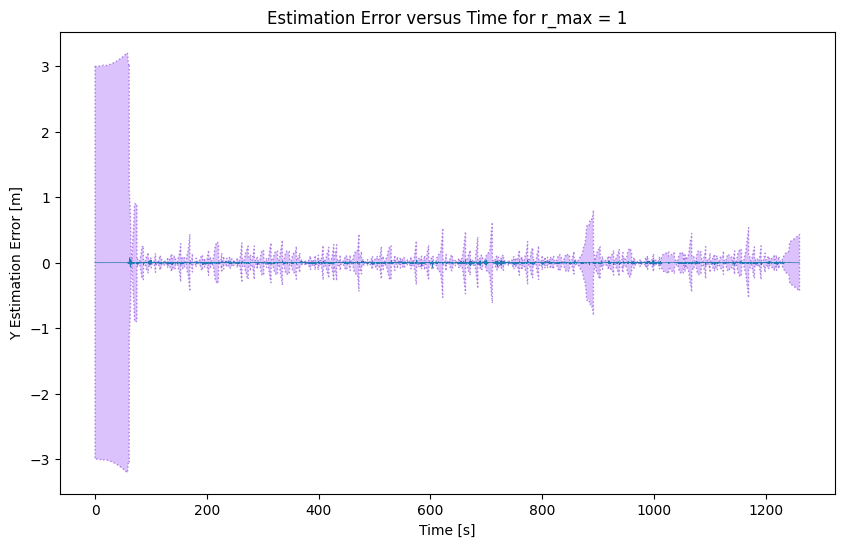 Estimation Error versus Time for r_max = 1
Y Estimation Error [m]
3
2
1
0
−1
−2
−3
0 200 400 600 800 1000 1200
Time [s]